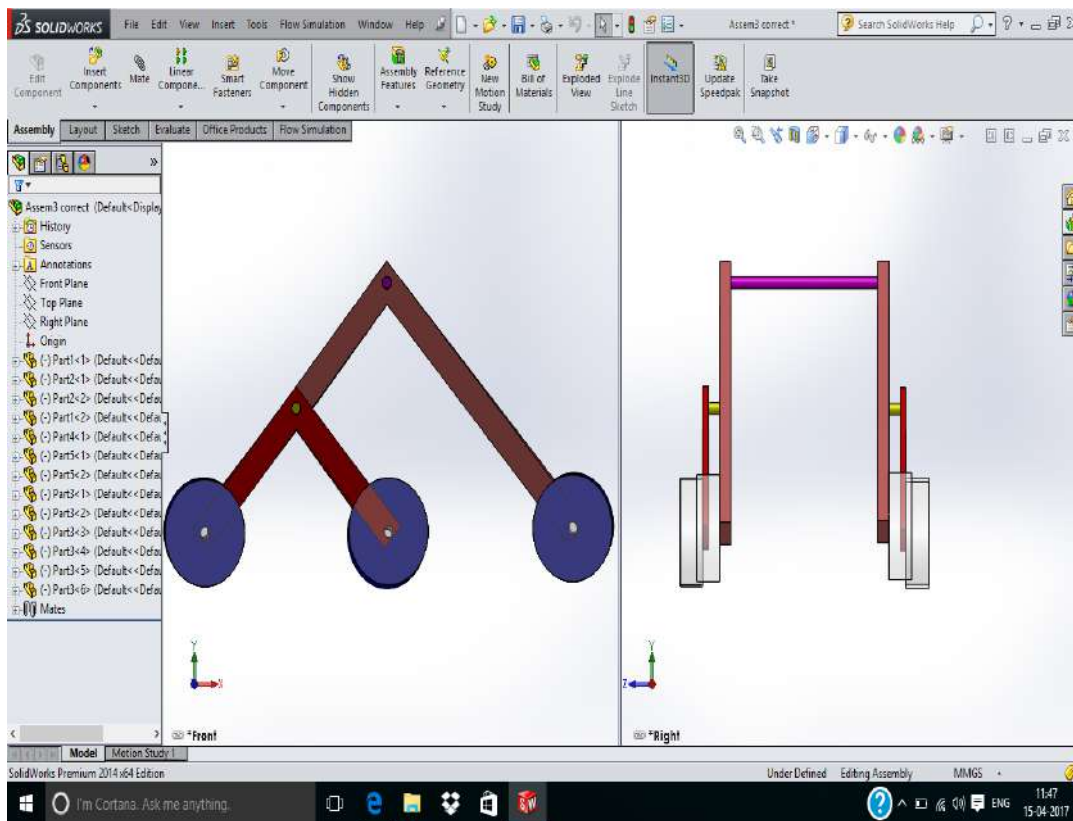 SOLIDWORKS File Edit View Insert Tools Flow Simulation Window Help Assem3 correct * Search SolidWorks Help
Edit Component
Insert Components
Mate
Linear Compone...
Smart Fasteners
Move Component
Show Hidden Components
Assembly Features
Reference Geometry
New Motion Study
Bill of Materials
Exploded View
Explode Line Sketch
Instant3D
Update Speedpak
Take Snapshot
Assembly Layout Sketch Evaluate Office Products Flow Simulation
Assem3 correct (Default<Display
History
Sensors
Annotations
Front Plane
Top Plane
Right Plane
Origin
(-) Part1<1> (Default<<Defau
(-) Part2<1> (Default<<Defau
(-) Part2<2> (Default<<Defau
(-) Part1<2> (Default<<Defau
(-) Part4<1> (Default<<Defau
(-) Part5<1> (Default<<Defau
(-) Part5<2> (Default<<Defau
(-) Part3<1> (Default<<Defau
(-) Part3<2> (Default<<Defau
(-) Part3<3> (Default<<Defau
(-) Part3<4> (Default<<Defau
(-) Part3<5> (Default<<Defau
(-) Part3<6> (Default<<Defau
Mates
Y
X
Y
Z
*Front
*Right
Model Motion Study 1
SolidWorks Premium 2014 x64 Edition Under Defined Editing Assembly MMGS
I'm Cortana. Ask me anything. ENG 11:47
15-04-2017